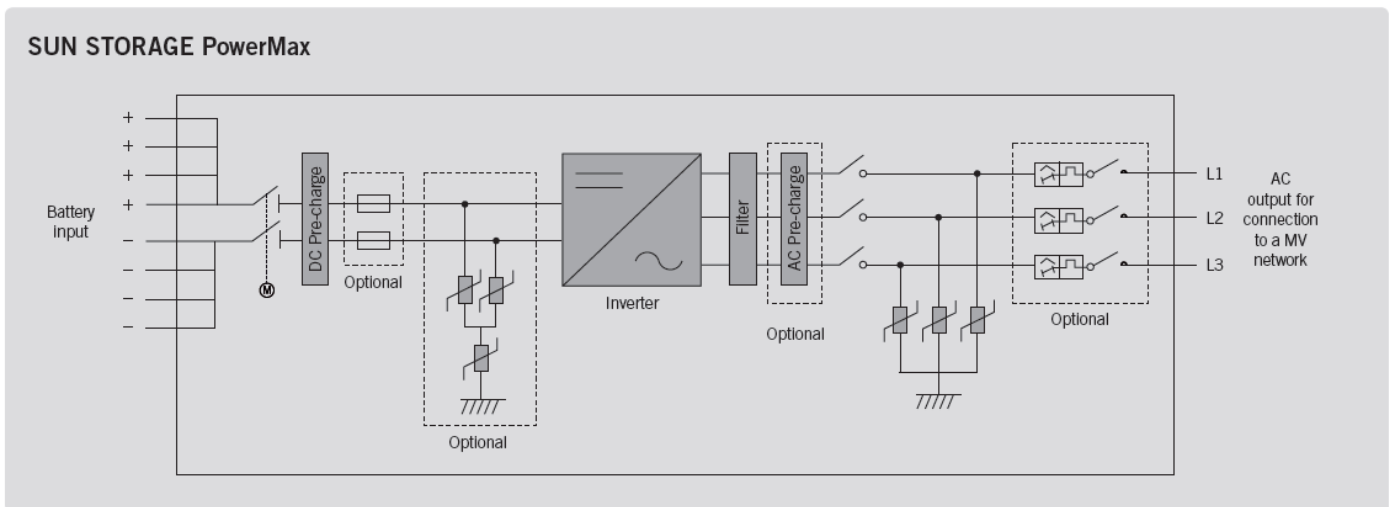 SUN STORAGE PowerMax
+
+
+
+
−
−
−
−
Battery
input
M
DC Pre-charge
Optional
Optional
Inverter
Filter
AC Pre-charge
Optional
Optional
L1
L2
L3
AC
output for
connection
to a MV
network